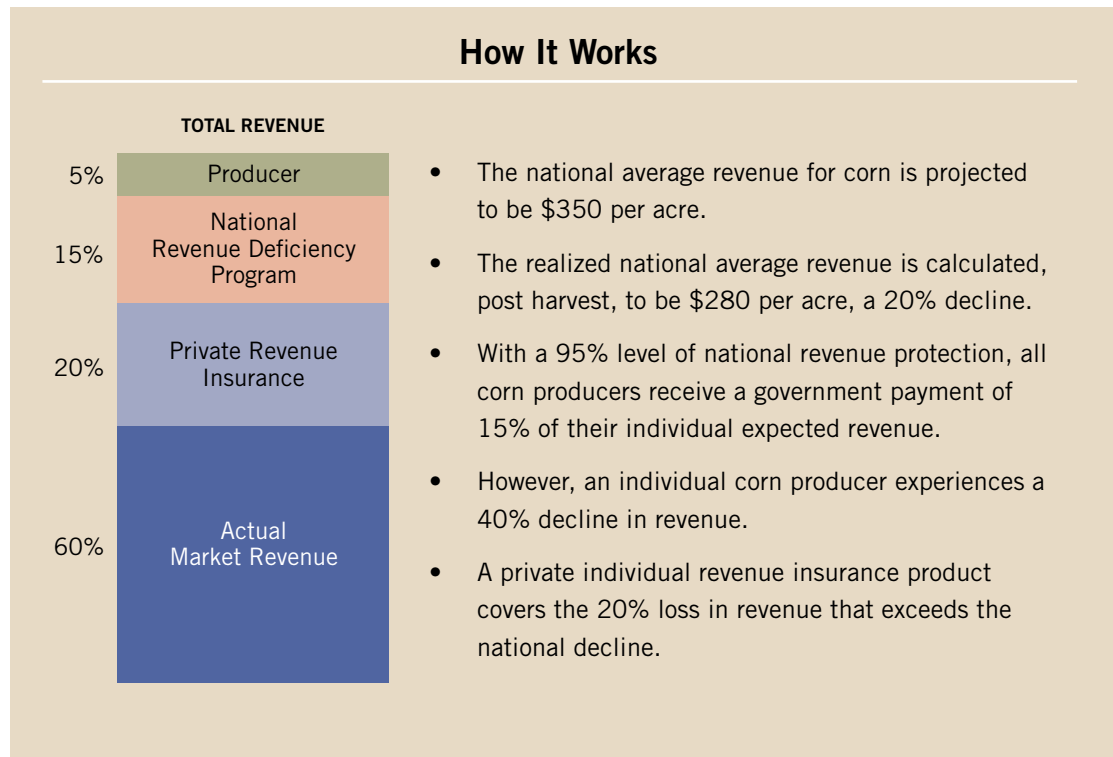 How It Works
TOTAL REVENUE
5%
Producer
15%
National
Revenue Deficiency
Program
20%
Private Revenue
Insurance
60%
Actual
Market Revenue
• The national average revenue for corn is projected
to be $350 per acre.
• The realized national average revenue is calculated,
post harvest, to be $280 per acre, a 20% decline.
• With a 95% level of national revenue protection, all
corn producers receive a government payment of
15% of their individual expected revenue.
• However, an individual corn producer experiences a
40% decline in revenue.
• A private individual revenue insurance product
covers the 20% loss in revenue that exceeds the
national decline.